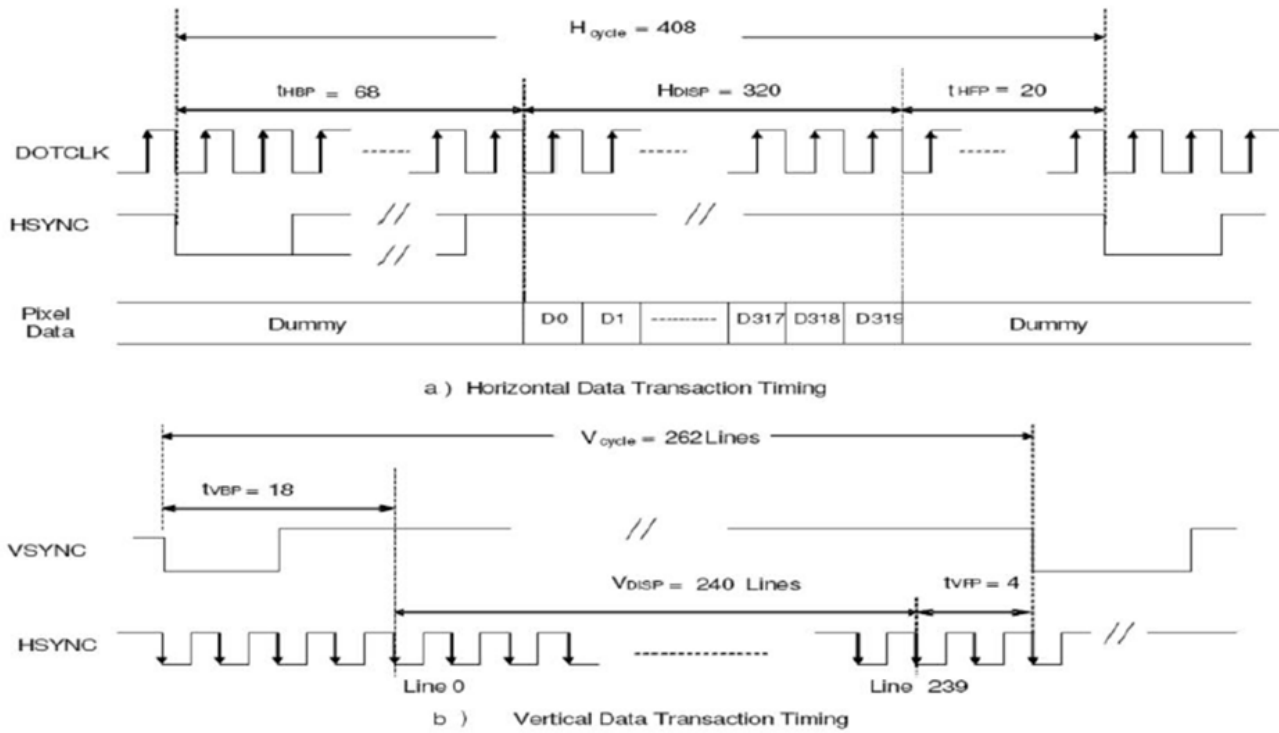 H cycle = 408
tHBP = 68
HDISP = 320
t HFP = 20
DOTCLK
HSYNC
Pixel Data
Dummy
D0
D1
D317
D318
D319
Dummy
a ) Horizontal Data Transaction Timing
V cycle = 262 Lines
tVBP = 18
VSYNC
VDISP = 240 Lines
tVFP = 4
HSYNC
Line 0
Line 239
b ) Vertical Data Transaction Timing